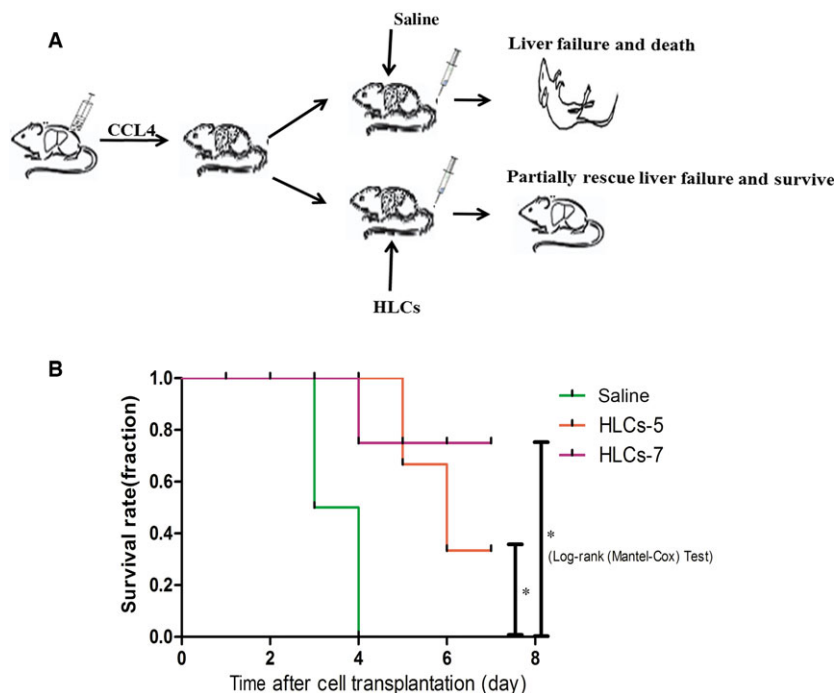 A
Saline
Liver failure and death
CCL4
Partially rescue liver failure and survive
HLCs
B
Survival rate(fraction)
1.0
0.8
0.6
0.4
0.2
0.0
0 2 4 6 8
Time after cell transplantation (day)
Saline
HLCs-5
HLCs-7
*
(Log-rank (Mantel-Cox) Test)
*